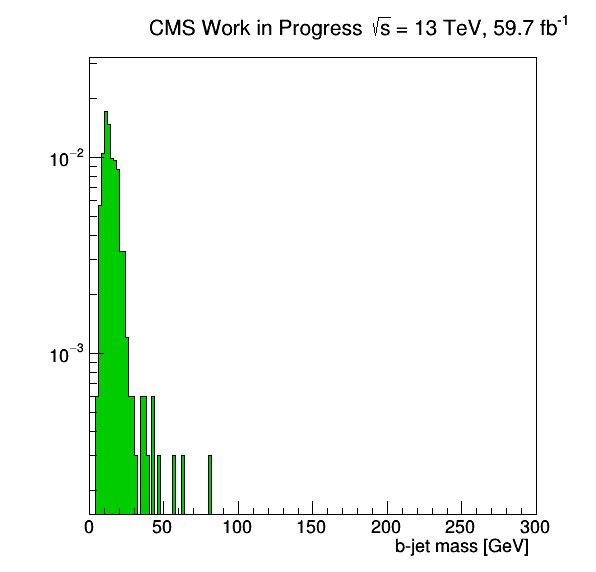 CMS Work in Progress √s = 13 TeV, 59.7 fb⁻¹
10⁻²
10⁻³
0 50 100 150 200 250 300
b-jet mass [GeV]